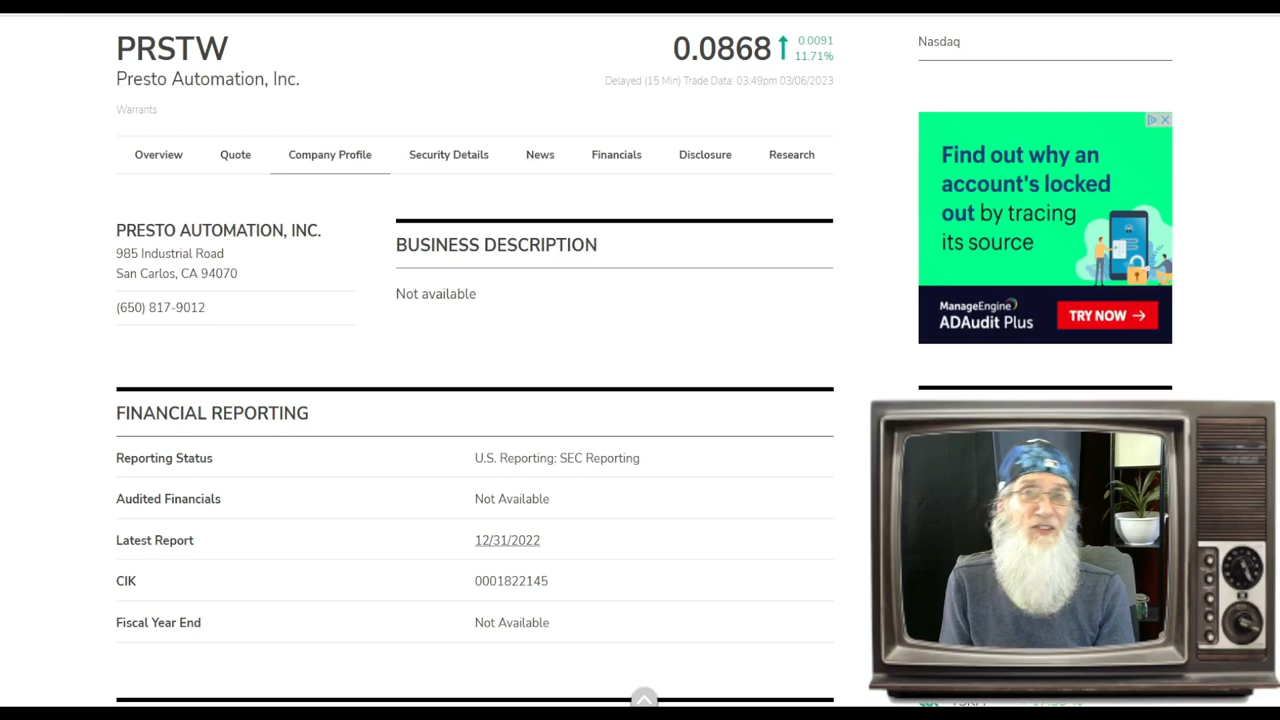 PRSTW
Presto Automation, Inc.
Warrants
0.0868
0.0091
11.71%
Delayed (15 Min) Trade Data: 03:49pm 03/06/2023
Overview Quote Company Profile Security Details News Financials Disclosure Research
PRESTO AUTOMATION, INC.
985 Industrial Road
San Carlos, CA 94070
(650) 817-9012
BUSINESS DESCRIPTION
Not available
FINANCIAL REPORTING
Reporting Status U.S. Reporting: SEC Reporting
Audited Financials Not Available
Latest Report 12/31/2022
CIK 0001822145
Fiscal Year End Not Available
Nasdaq
Find out why an
account's locked
out by tracing
its source
ManageEngine
ADAudit Plus
TRY NOW →